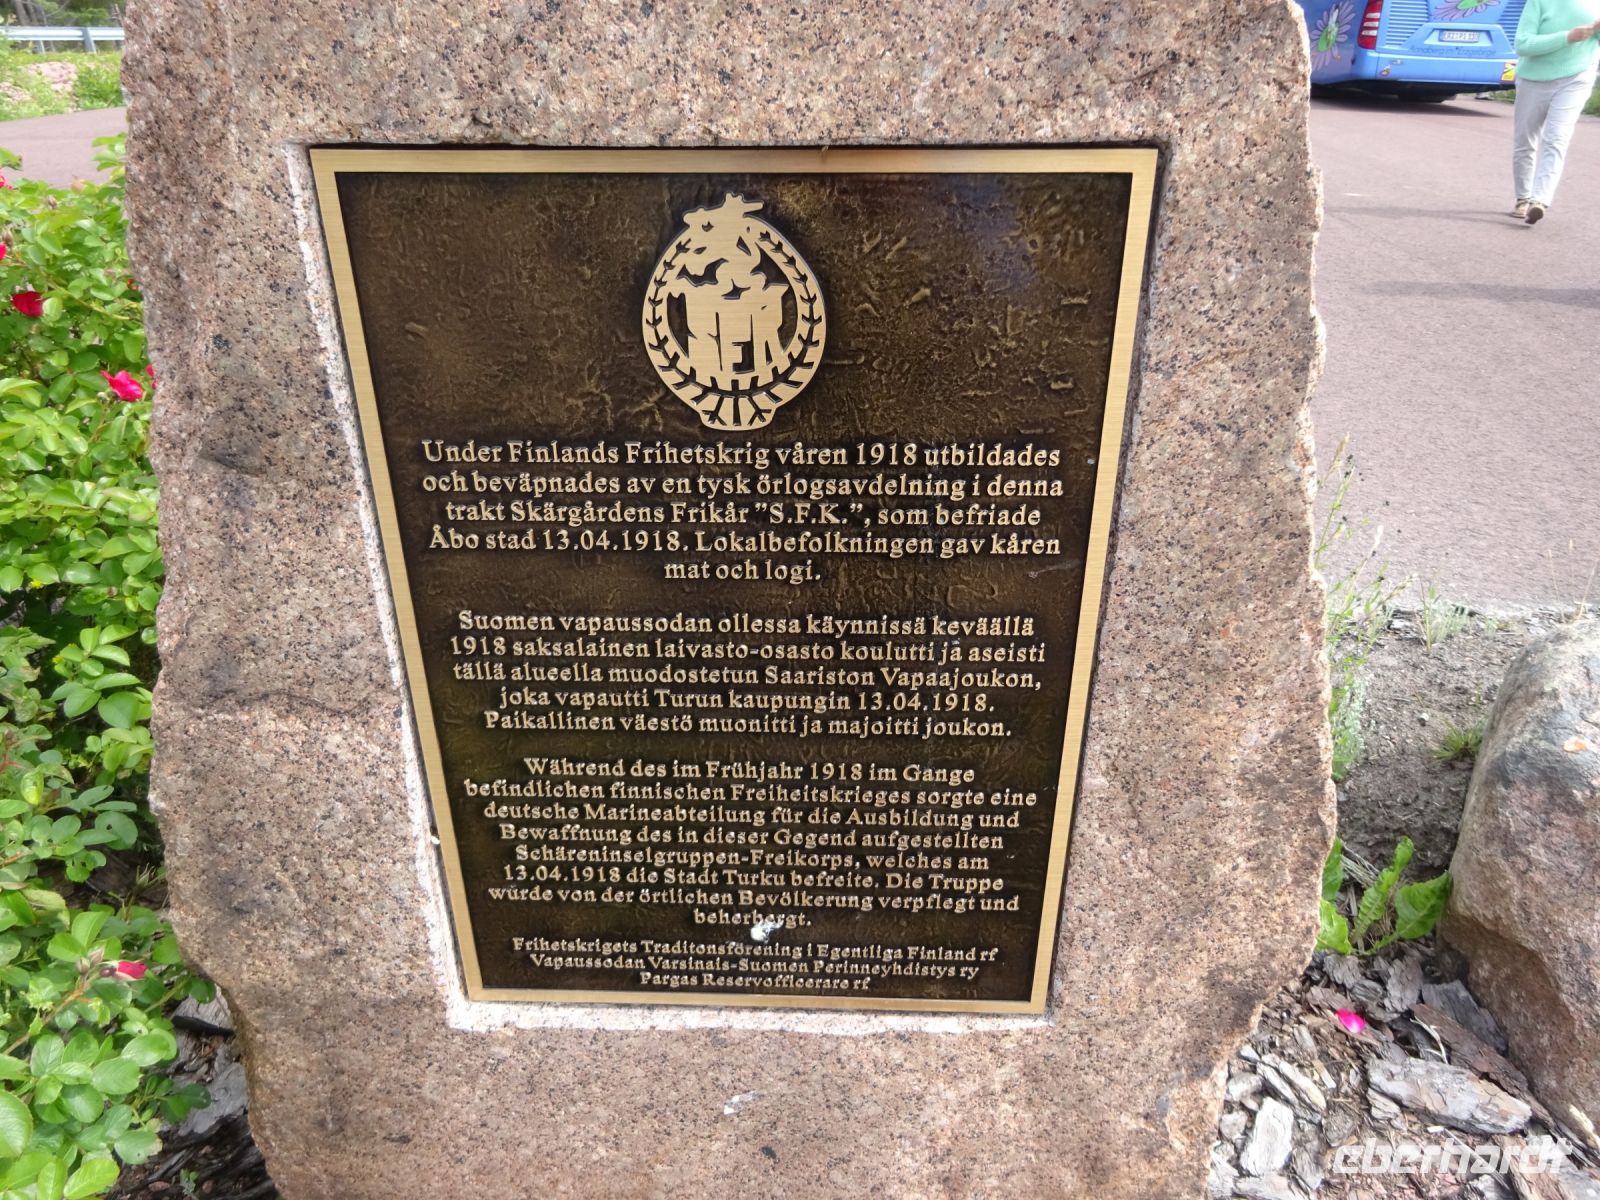 SFK
Under Finlands Frihetskrig våren 1918 utbildades
och beväpnades av en tysk örlogsavdelning i denna
trakt Skärgårdens Frikår "S.F.K.", som befriade
Åbo stad 13.04.1918. Lokalbefolkningen gav kåren
mat och logi.
Suomen vapaussodan ollessa käynnissä keväällä
1918 saksalainen laivasto-osasto koulutti ja aseisti
tällä alueella muodostetun Saariston Vapaajoukon,
joka vapautti Turun kaupungin 13.04.1918.
Paikallinen väestö muonitti ja majoitti joukon.
Während des im Frühjahr 1918 im Gange
befindlichen finnischen Freiheitskrieges sorgte eine
deutsche Marineabteilung für die Ausbildung und
Bewaffnung des in dieser Gegend aufgestellten
Schäreninselgruppen-Freikorps, welches am
13.04.1918 die Stadt Turku befreite. Die Truppe
wurde von der örtlichen Bevölkerung verpflegt und
beherbergt.
Frihetskrigets Traditonsförening i Egentliga Finland rf
Vapaussodan Varsinais-Suomen Perinneyhdistys ry
Pargas Reservofficerare rf
eberhardt